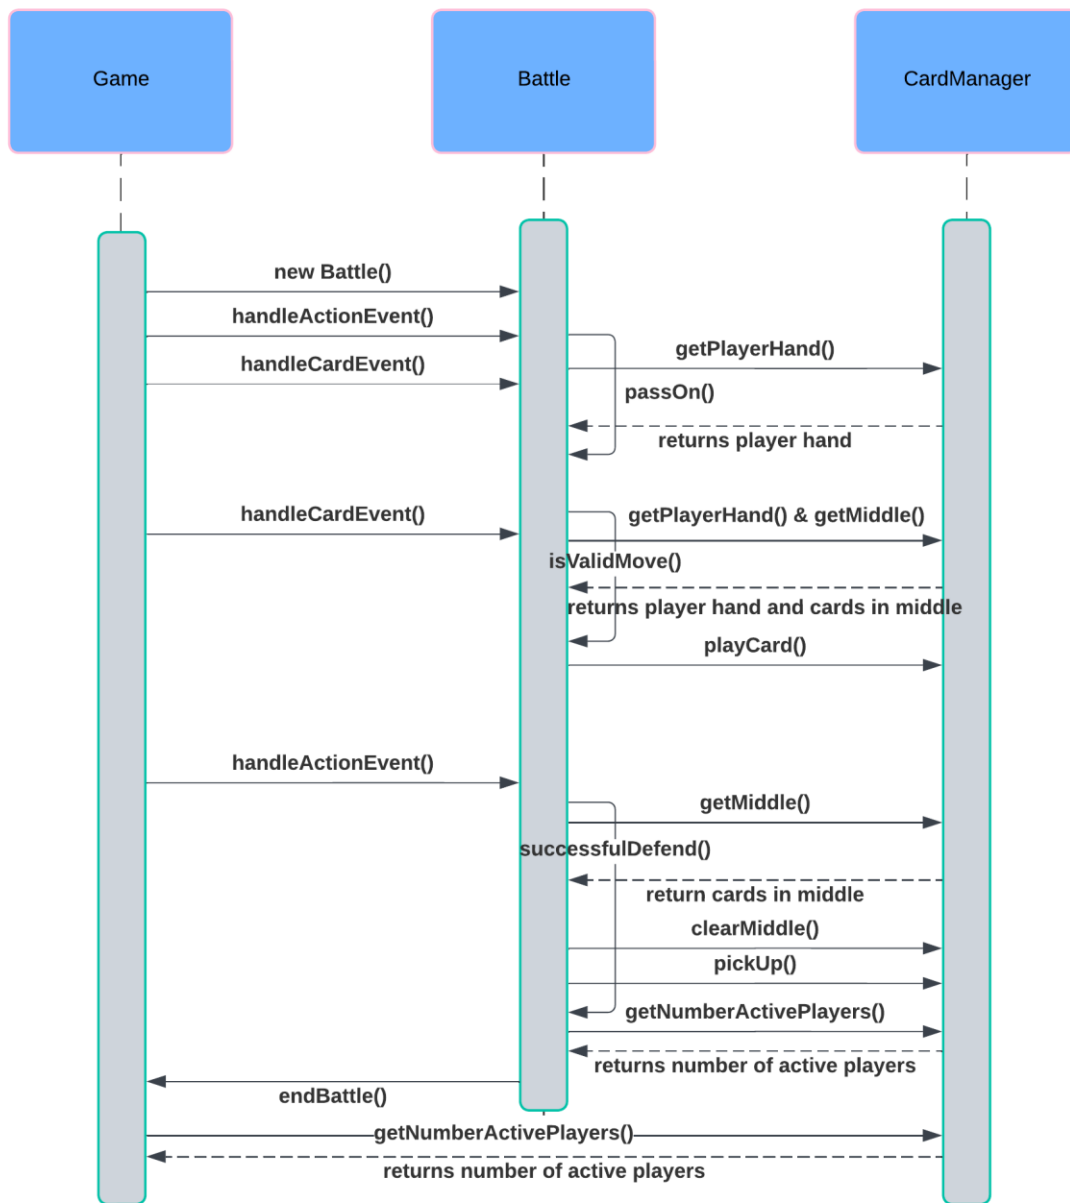 Game
Battle
CardManager
new Battle()
handleActionEvent()
getPlayerHand()
handleCardEvent()
passOn()
returns player hand
handleCardEvent()
getPlayerHand() & getMiddle()
isValidMove()
returns player hand and cards in middle
playCard()
handleActionEvent()
getMiddle()
successfulDefend()
return cards in middle
clearMiddle()
pickUp()
getNumberActivePlayers()
returns number of active players
endBattle()
getNumberActivePlayers()
returns number of active players